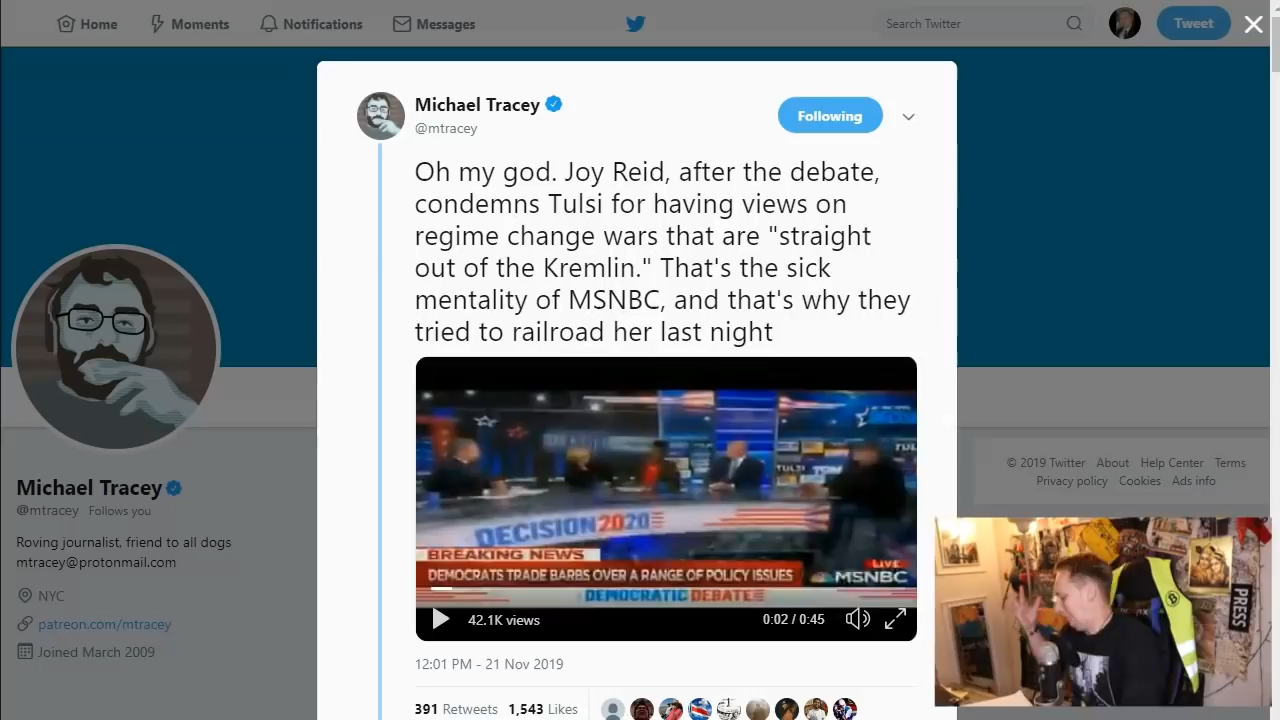 Home
Moments
Notifications
Messages
Search Twitter
Tweet
Michael Tracey
@mtracey
Following
Oh my god. Joy Reid, after the debate,
condemns Tulsi for having views on
regime change wars that are "straight
out of the Kremlin." That's the sick
mentality of MSNBC, and that's why they
tried to railroad her last night
TULSI
DECISION2020
BREAKING NEWS
DEMOCRATS TRADE BARBS OVER A RANGE OF POLICY ISSUES
LIVE
MSNBC
DEMOCRATIC DEBATE
42.1K views
0:02 / 0:45
12:01 PM - 21 Nov 2019
391 Retweets 1,543 Likes
Michael Tracey
@mtracey Follows you
Roving journalist, friend to all dogs
mtracey@protonmail.com
NYC
patreon.com/mtracey
Joined March 2009
© 2019 Twitter About Help Center Terms
Privacy policy Cookies Ads info
PRESS